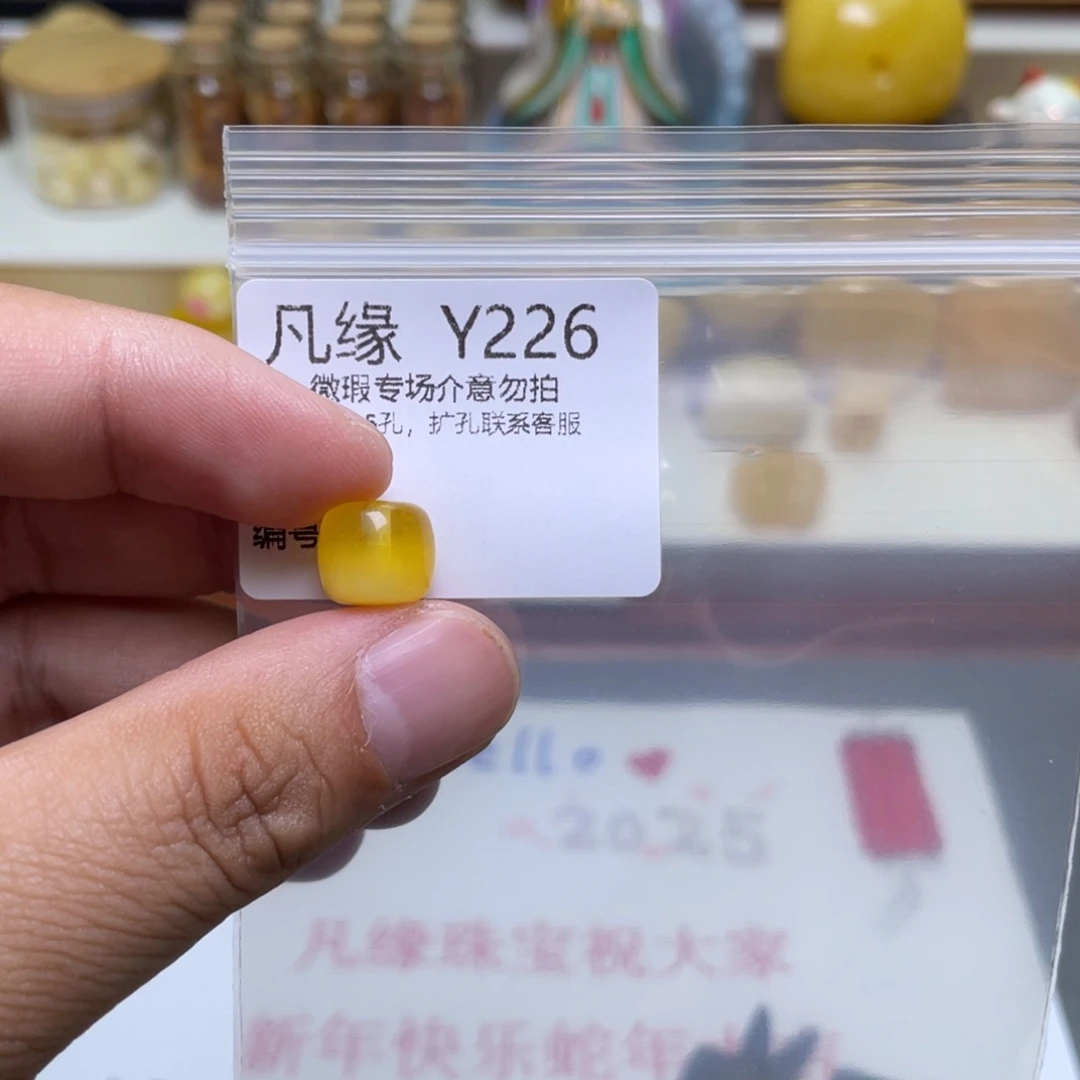 凡缘 Y226
微瑕专场介意勿拍
孔，扩孔联系客服
编号
ello
2025
凡缘珠宝祝大家
新年快乐蛇年